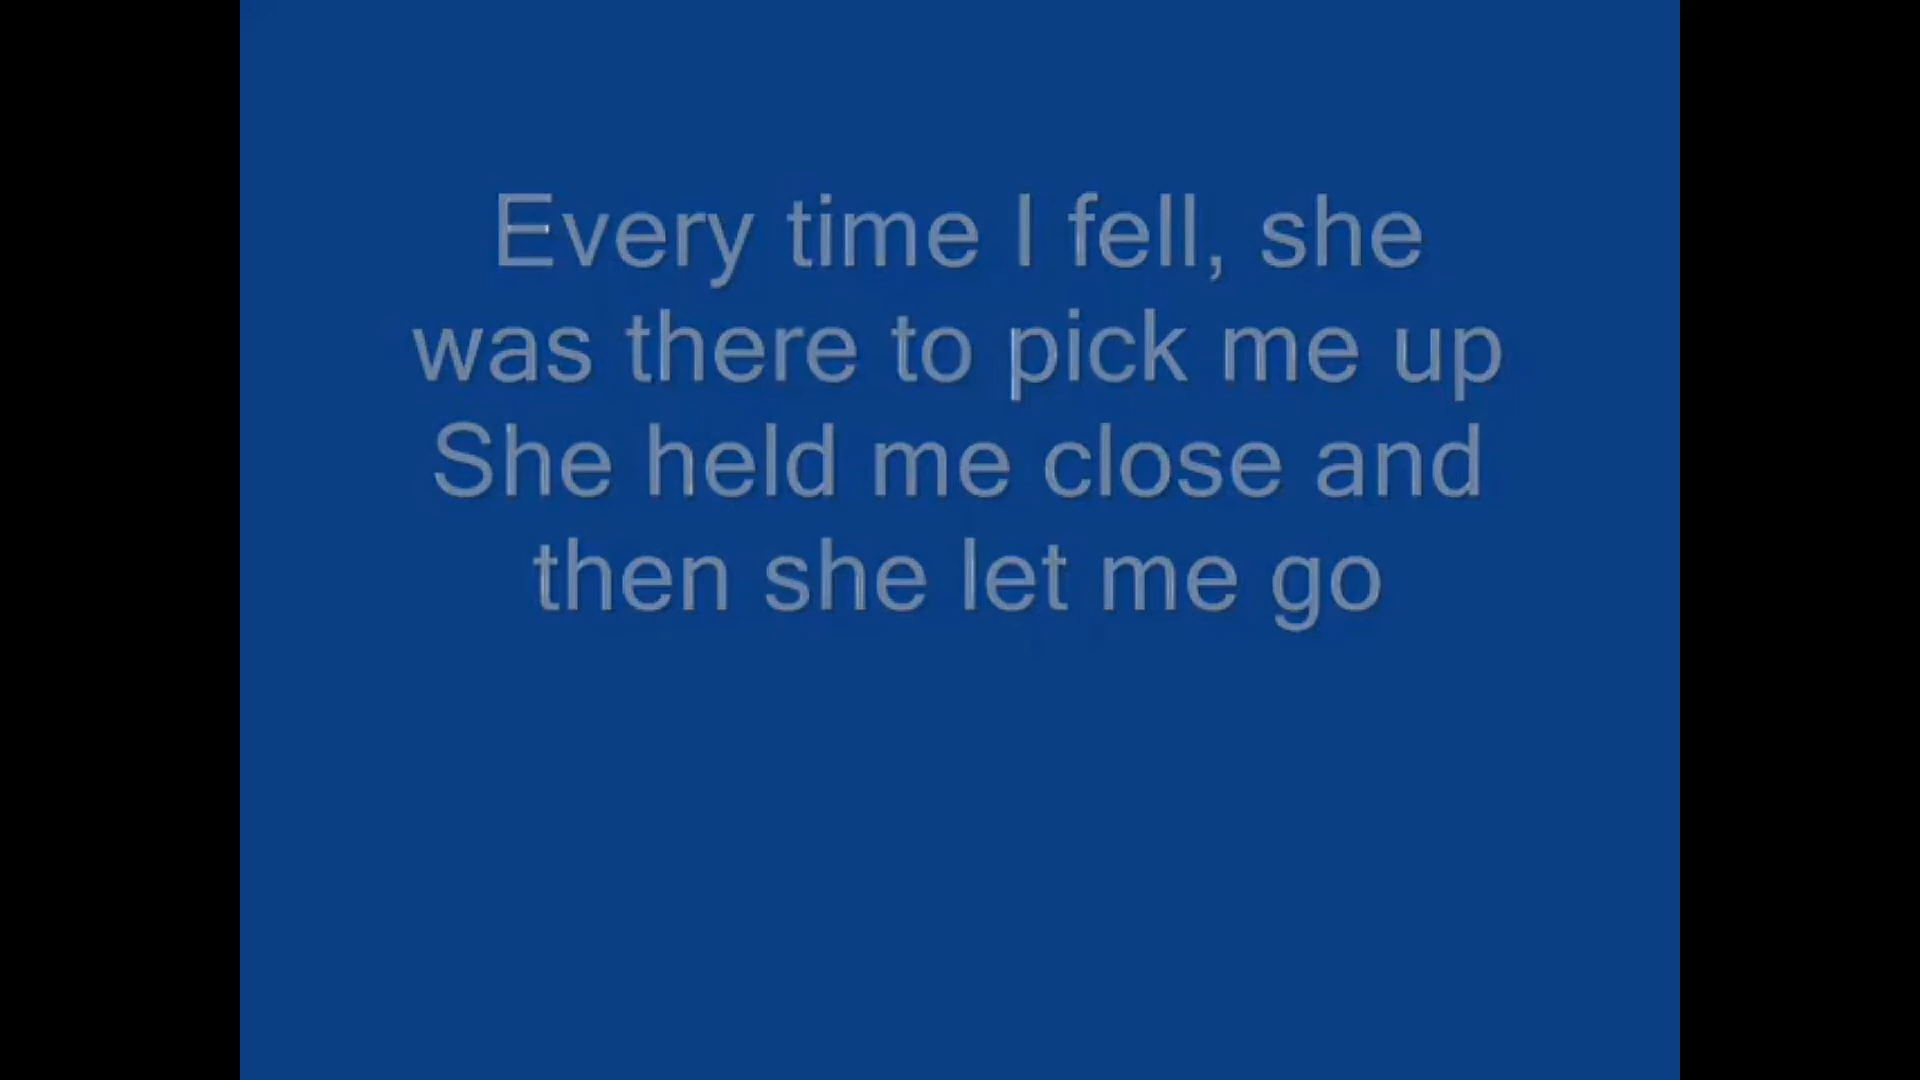 Every time I fell, she
was there to pick me up
She held me close and
then she let me go